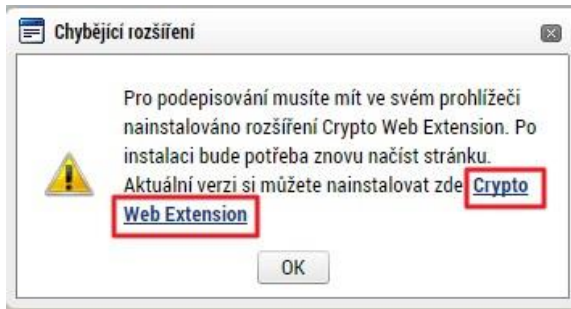 Chybějící rozšíření
Pro podepisování musíte mít ve svém prohlížeči
nainstalováno rozšíření Crypto Web Extension. Po
instalaci bude potřeba znovu načíst stránku.
Aktuální verzi si můžete nainstalovat zde Crypto
Web Extension
OK